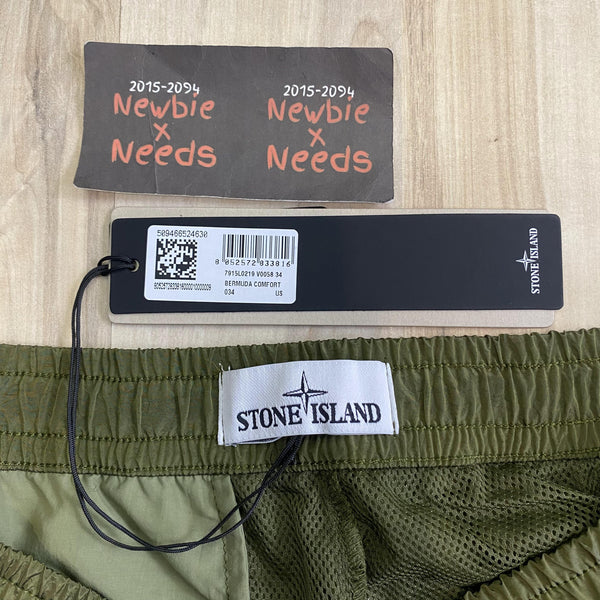 2015-2094
Newbie
x
Needs
2015-2094
Newbie
x
Needs
509466524630
8 052572 833816
7915L0219 V0058 34
BERMUDA COMFORT
034 US
STONE ISLAND
STONE ISLAND